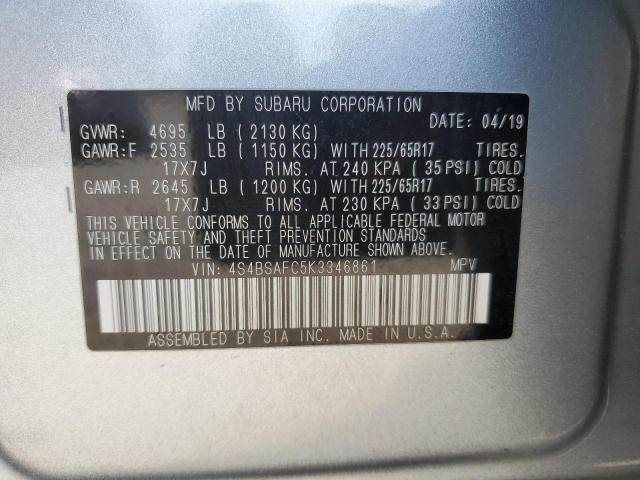 MFD BY SUBARU CORPORATION
DATE: 04/19
GVWR: 4695 LB ( 2130 KG)
GAWR:F 2535 LB ( 1150 KG) WITH 225/65R17 TIRES.
17X7J RIMS. AT 240 KPA ( 35 PSI) COLD
GAWR:R 2645 LB ( 1200 KG) WITH 225/65R17 TIRES.
17X7J RIMS. AT 230 KPA ( 33 PSI) COLD
THIS VEHICLE CONFORMS TO ALL APPLICABLE FEDERAL MOTOR
VEHICLE SAFETY AND THEFT PREVENTION STANDARDS
IN EFFECT ON THE DATE OF MANUFACTURE SHOWN ABOVE.
VIN: 4S4BSAFC5K3346861 MPV
ASSEMBLED BY SIA INC. MADE IN U.S.A.